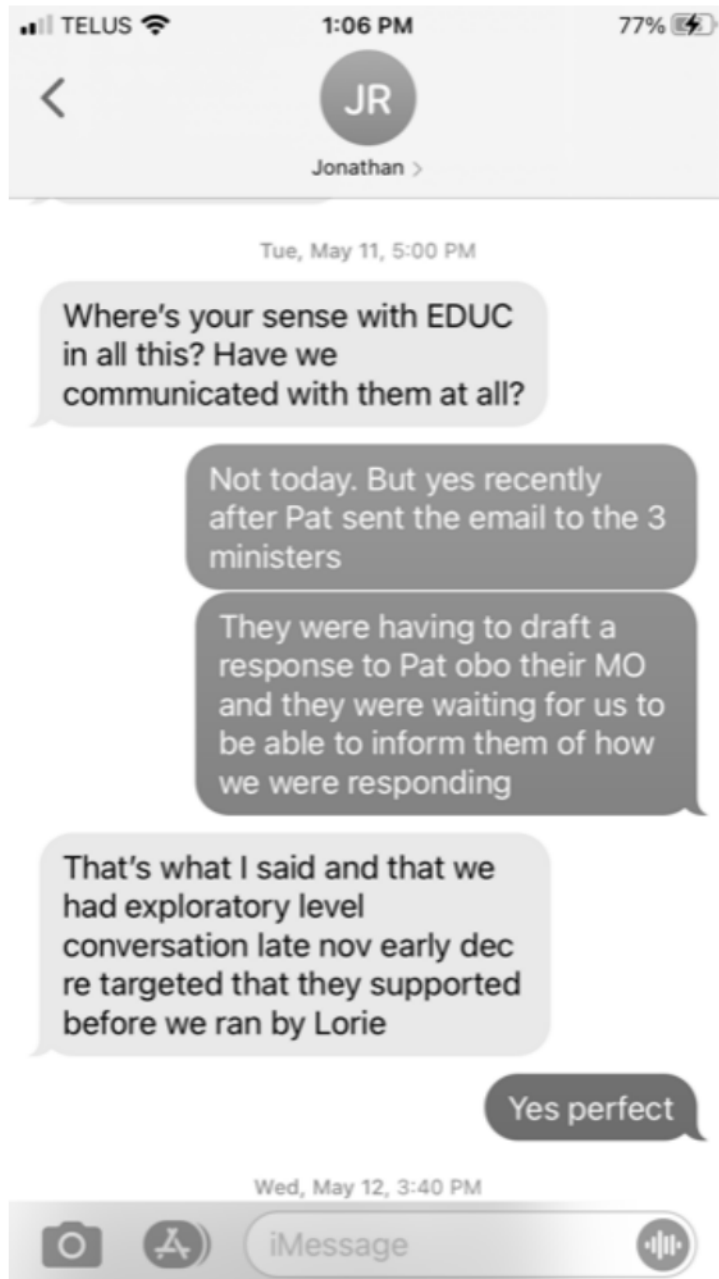 TELUS 1:06 PM 77%
JR
Jonathan >
Tue, May 11, 5:00 PM
Where's your sense with EDUC
in all this? Have we
communicated with them at all?
Not today. But yes recently
after Pat sent the email to the 3
ministers
They were having to draft a
response to Pat obo their MO
and they were waiting for us to
be able to inform them of how
we were responding
That's what I said and that we
had exploratory level
conversation late nov early dec
re targeted that they supported
before we ran by Lorie
Yes perfect
Wed, May 12, 3:40 PM
iMessage